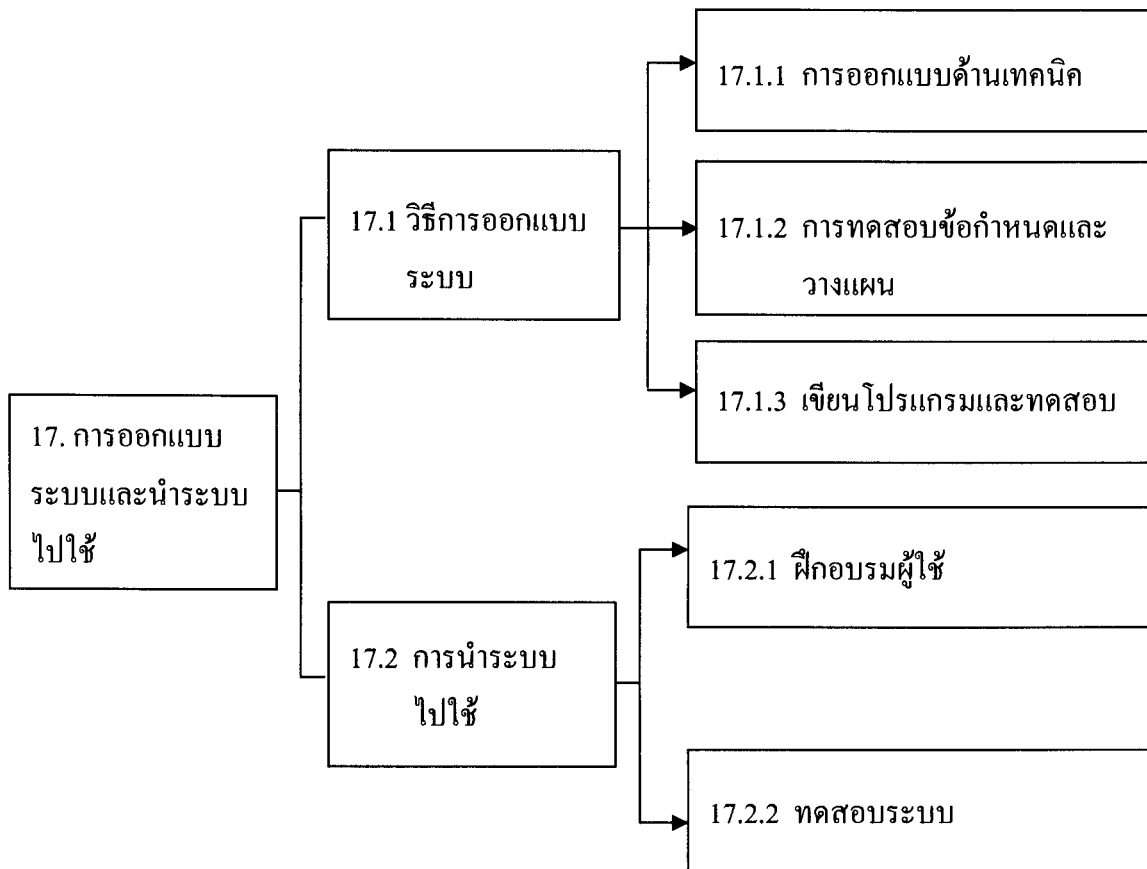 17.1.1 การออกแบบด้านเทคนิค
17.1 วิธีการออกแบบ
ระบบ
17.1.2 การทดสอบข้อกำหนดและ
วางแผน
17.1.3 เขียนโปรแกรมและทดสอบ
17. การออกแบบ
ระบบและนำระบบ
ไปใช้
17.2.1 ฝึกอบรมผู้ใช้
17.2 การนำระบบ
ไปใช้
17.2.2 ทดสอบระบบ